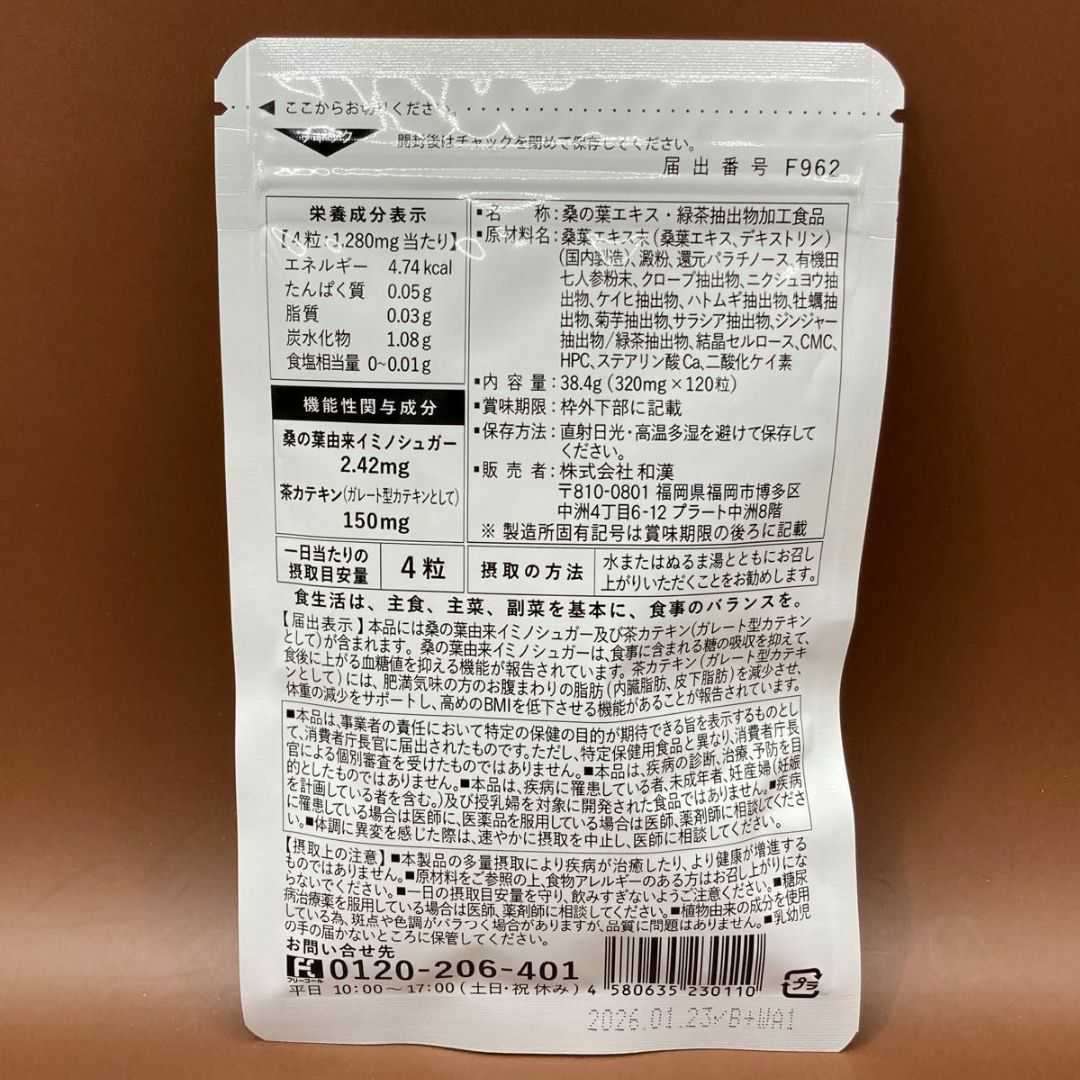 ここからお切りください
開封後はチャックを閉めて保存してください。
届出番号 F962
栄養成分表示
【4粒:1,280mg当たり】
エネルギー 4.74kcal
たんぱく質 0.05g
脂質 0.03g
炭水化物 1.08g
食塩相当量 0~0.01g
機能性関与成分
桑の葉由来イミノシュガー
2.42mg
茶カテキン(ガレート型カテキンとして)
150mg
■名 称:桑の葉エキス・緑茶抽出物加工食品
■原材料名:桑葉エキス末(桑葉エキス、デキストリン)
(国内製造)、澱粉、還元パラチノース、有機田
七人参粉末、クローブ抽出物、ニクジュヨウ抽
出物、ケイヒ抽出物、ハトムギ抽出物、牡蠣抽
出物、菊芋抽出物、サラシア抽出物、ジンジャー
抽出物/緑茶抽出物、結晶セルロース、CMC、
HPC、ステアリン酸Ca、二酸化ケイ素
■内容量:38.4g(320mg×120粒)
■賞味期限:枠外下部に記載
■保存方法:直射日光・高温多湿を避けて保存して
ください。
■販売者:株式会社 和漢
〒810-0801 福岡県福岡市博多区
中洲4丁目6-12 プラート中洲8階
※製造所固有記号は賞味期限の後ろに記載
一日当たりの
摂取目安量
4粒
摂取の方法
水またはぬるま湯とともにお召し
上がりいただくことをお勧めします。
食生活は、主食、主菜、副菜を基本に、食事のバランスを。
【届出表示】本品には桑の葉由来イミノシュガー及び茶カテキン(ガレート型カテキン
として)が含まれます。桑の葉由来イミノシュガーは、食事に含まれる糖の吸収を抑えて、
食後に上がる血糖値を抑える機能が報告されています。茶カテキン(ガレート型カテキ
ンとして)には、肥満気味の方のお腹まわりの脂肪(内臓脂肪、皮下脂肪)を減少させ、
体重の減少をサポートし、高めのBMIを低下させる機能があることが報告されています。
■本品は、事業者の責任において特定の保健の目的が期待できる旨を表示するものとし
て、消費者庁長官に届出されたものです。ただし、特定保健用食品と異なり、消費者庁長
官による個別審査を受けたものではありません。■本品は、疾病の診断、治療、予防を目
的としたものではありません。■本品は、疾病に罹患している者、未成年者、妊産婦(妊娠
を計画している者を含む。)及び授乳婦を対象に開発された食品ではありません。■疾病
に罹患している場合は医師に、医薬品を服用している場合は医師、薬剤師に相談してくださ
い。■体調に異変を感じた際は、速やかに摂取を中止し、医師に相談してください。
【摂取上の注意】■本製品の多量摂取により疾病が治癒したり、より健康が増進する
ものではありません。■原材料をご参照の上、食物アレルギーのある方はお召し上がりにな
らないでください。■一日の摂取目安量を守り、飲みすぎないようご注意ください。■糖尿
病治療薬を服用している場合は医師、薬剤師に相談してください。■植物由来の成分を使用
している為、斑点や色調がバラつく場合がありますが、品質に問題はありません。■乳幼児
の手の届かないところに保管してください。
お問い合せ先
フリーコール
0120-206-401
平日 10:00~17:00(土日・祝休み)
4 580635 230110
プラ
2026.01.23/B+WA1